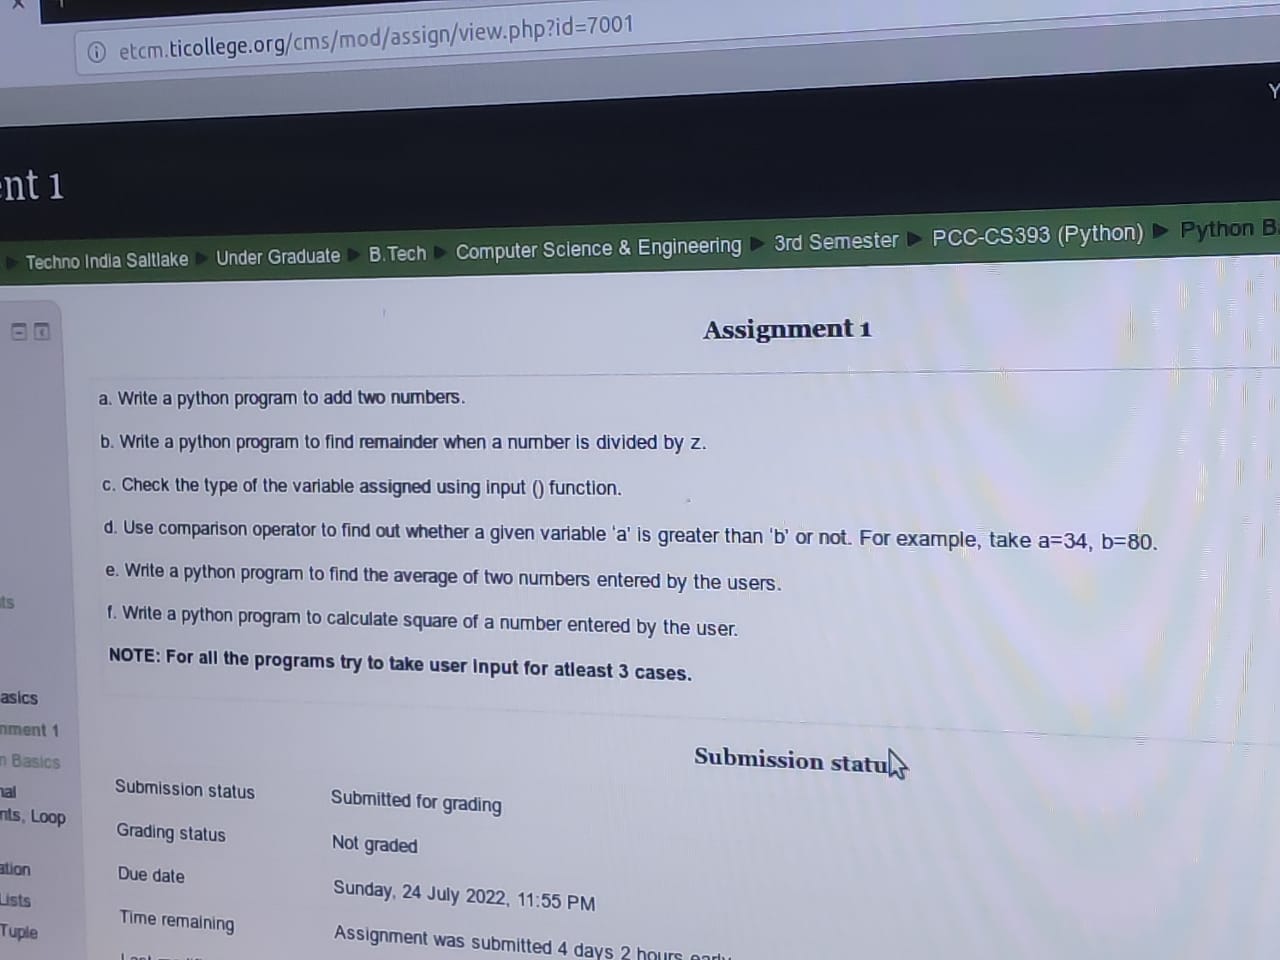 etcm.ticollege.org/cms/mod/assign/view.php?id=7001
Y
ent 1
Techno India Saltlake ► Under Graduate ► B.Tech ► Computer Science & Engineering ► 3rd Semester ► PCC-CS393 (Python) ► Python B
Assignment 1
a. Write a python program to add two numbers.
b. Write a python program to find remainder when a number is divided by z.
c. Check the type of the variable assigned using input () function.
d. Use comparison operator to find out whether a given variable 'a' is greater than 'b' or not. For example, take a=34, b=80.
e. Write a python program to find the average of two numbers entered by the users.
f. Write a python program to calculate square of a number entered by the user.
NOTE: For all the programs try to take user Input for atleast 3 cases.
ts
asics
nment 1
n Basics
nal
nts, Loop
ation
Lists
Tuple
Submission statu
Submission status Submitted for grading
Grading status Not graded
Due date Sunday, 24 July 2022, 11:55 PM
Time remaining Assignment was submitted 4 days 2 hours early